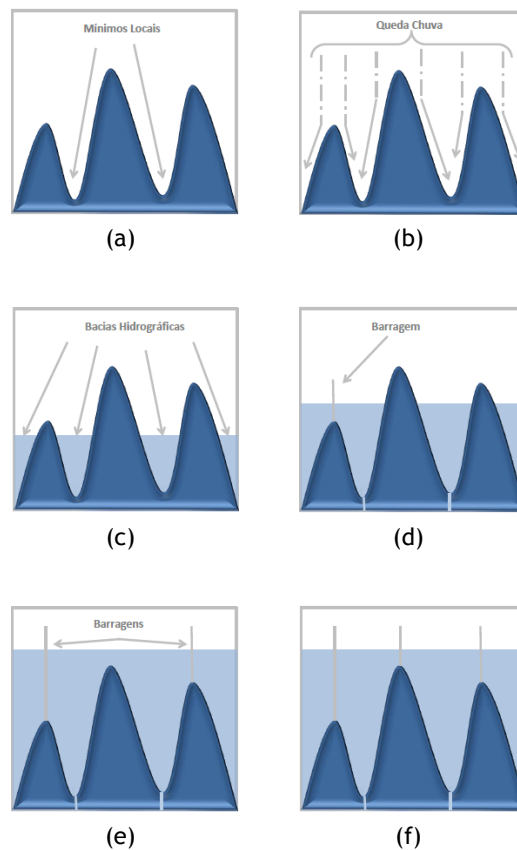 Mínimos Locais
Queda Chuva
(a)
(b)
Bacias Hidrográficas
Barragem
(c)
(d)
Barragens
(e)
(f)